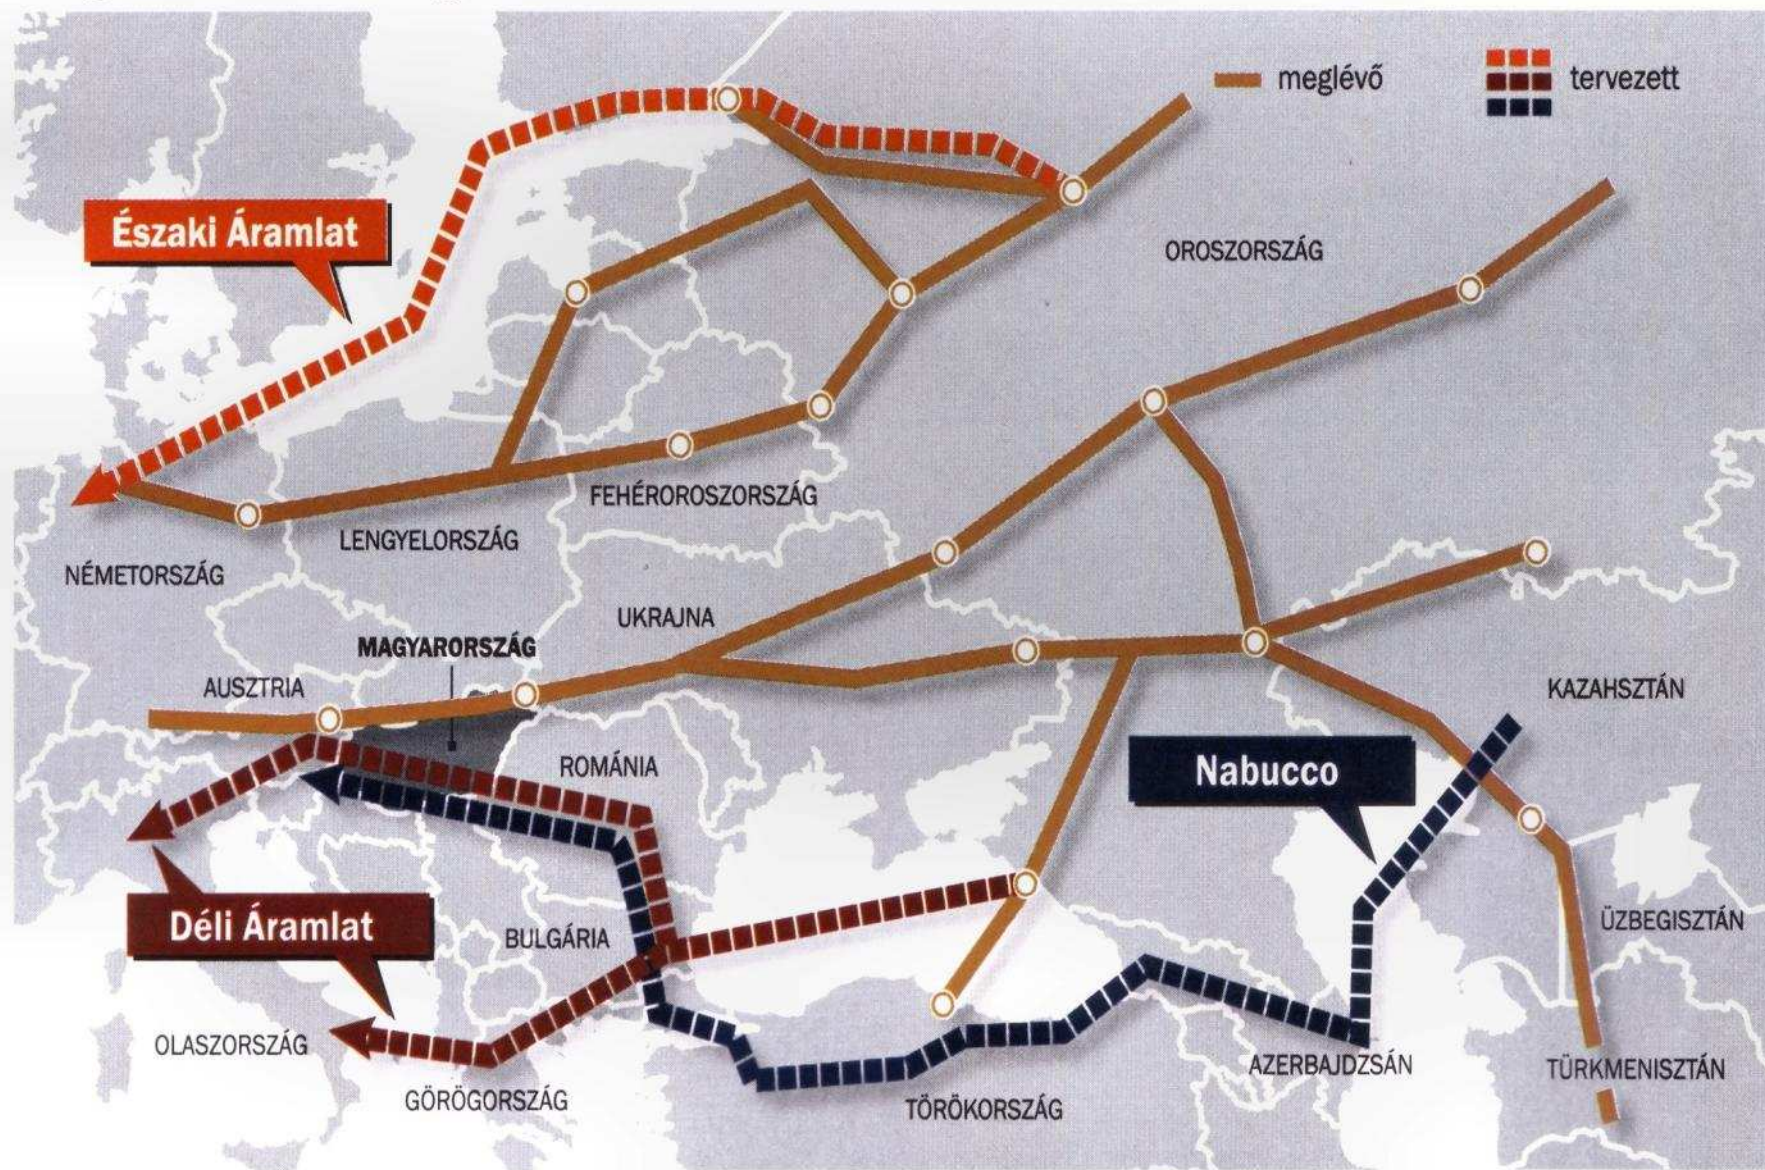 meglévő
tervezett
Északi Áramlat
OROSZORSZÁG
FEHÉROROSZORSZÁG
LENGYELORSZÁG
NÉMETORSZÁG
UKRAJNA
MAGYARORSZÁG
AUSZTRIA
KAZAHSZTÁN
ROMÁNIA
Nabucco
Déli Áramlat
BULGÁRIA
ÜZBEGISZTÁN
OLASZORSZÁG
AZERBAJDZSÁN
TÜRKMENISZTÁN
GÖRÖGORSZÁG
TÖRÖKORSZÁG